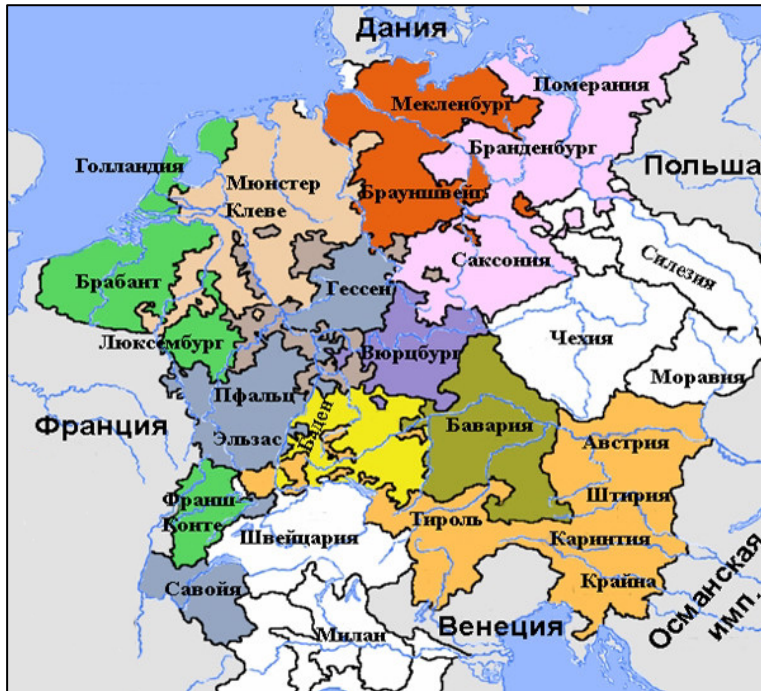 Дания
Померания
Мекленбург
Бранденбург
Голландия
Польша
Мюнстер
Клеве
Брауншвейг
Силезия
Саксония
Брабант
Гессен
Чехия
Люксембург
Вюрцбург
Моравия
Пфальц
Франция
Баден
Бавария
Эльзас
Австрия
Франш
Штирия
Конте
Тироль
Швейцария
Каринтия
Крайна
Савойя
Османская
имп.
Венеция
Милан